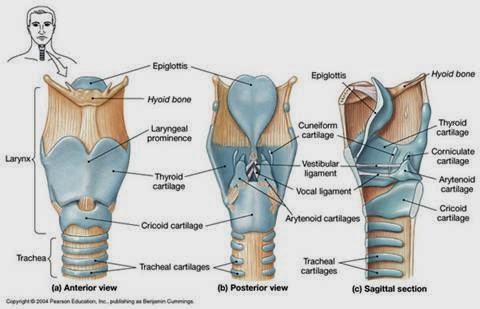 Epiglottis
Hyoid bone
Laryngeal
prominence
Larynx
Thyroid
cartilage
Cricoid cartilage
Trachea
Tracheal cartilages
(a) Anterior view
Cuneiform
cartilage
Vestibular
ligament
Vocal ligament
Arytenoid cartilages
(b) Posterior view
Epiglottis
Hyoid bone
Thyroid
cartilage
Corniculate
cartilage
Arytenoid
cartilage
Cricoid
cartilage
Tracheal
cartilages
(c) Sagittal section
Copyright © 2004 Pearson Education, Inc., publishing as Benjamin Cummings.